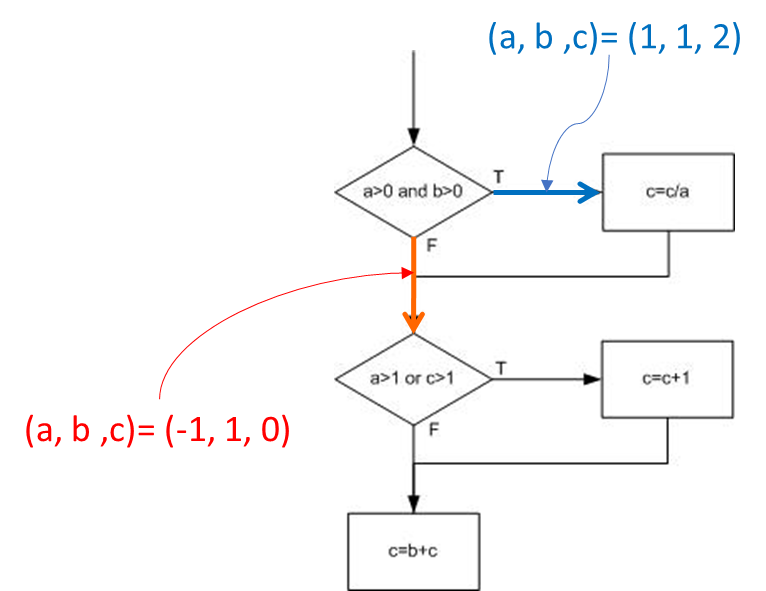 (a, b ,c)= (1, 1, 2)
a>0 and b>0
T
c=c/a
F
a>1 or c>1
T
c=c+1
(a, b ,c)= (-1, 1, 0)
F
c=b+c